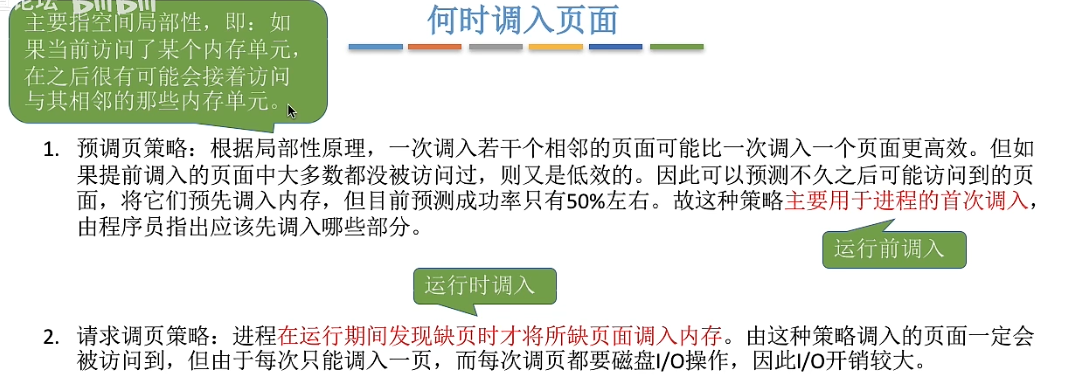 论坛 bilibili
何时调入页面
主要指空间局部性，即：如
果当前访问了某个内存单元，
在之后很有可能会接着访问
与其相邻的那些内存单元。
1. 预调页策略：根据局部性原理，一次调入若干个相邻的页面可能比一次调入一个页面更高效。但如
果提前调入的页面中大多数都没被访问过，则又是低效的。因此可以预测不久之后可能访问到的页
面，将它们预先调入内存，但目前预测成功率只有50%左右。故这种策略主要用于进程的首次调入，
由程序员指出应该先调入哪些部分。
运行前调入
运行时调入
2. 请求调页策略：进程在运行期间发现缺页时才将所缺页面调入内存。由这种策略调入的页面一定会
被访问到，但由于每次只能调入一页，而每次调页都要磁盘I/O操作，因此I/O开销较大。